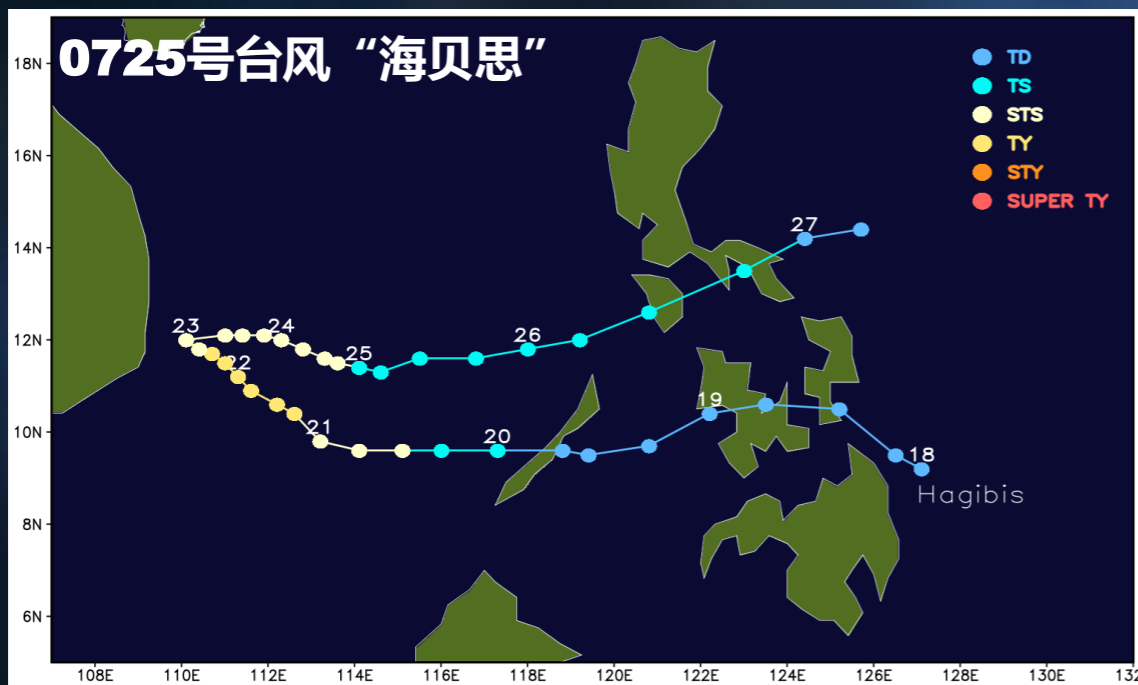 0725号台风“海贝思”
TD
TS
STS
TY
STY
SUPER TY
18N
16N
14N
12N
10N
8N
6N
27
23
24
25
26
22
21
20
19
18
Hagibis
108E
110E
112E
114E
116E
118E
120E
122E
124E
126E
128E
130E
132